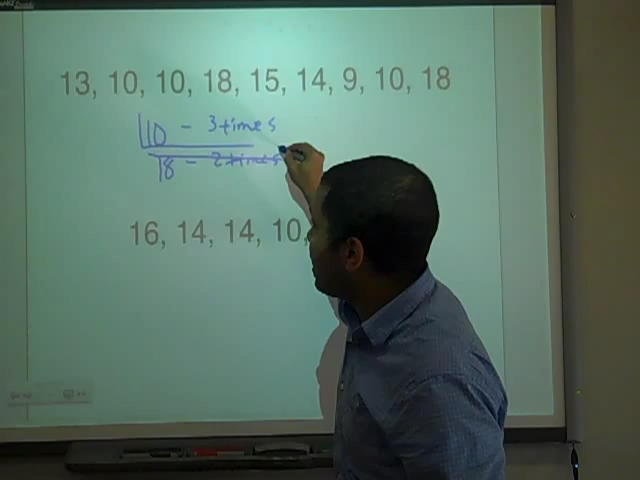 13, 10, 10, 18, 15, 14, 9, 10, 18
10 - 3 times
18 - 2 times
16, 14, 14, 10,